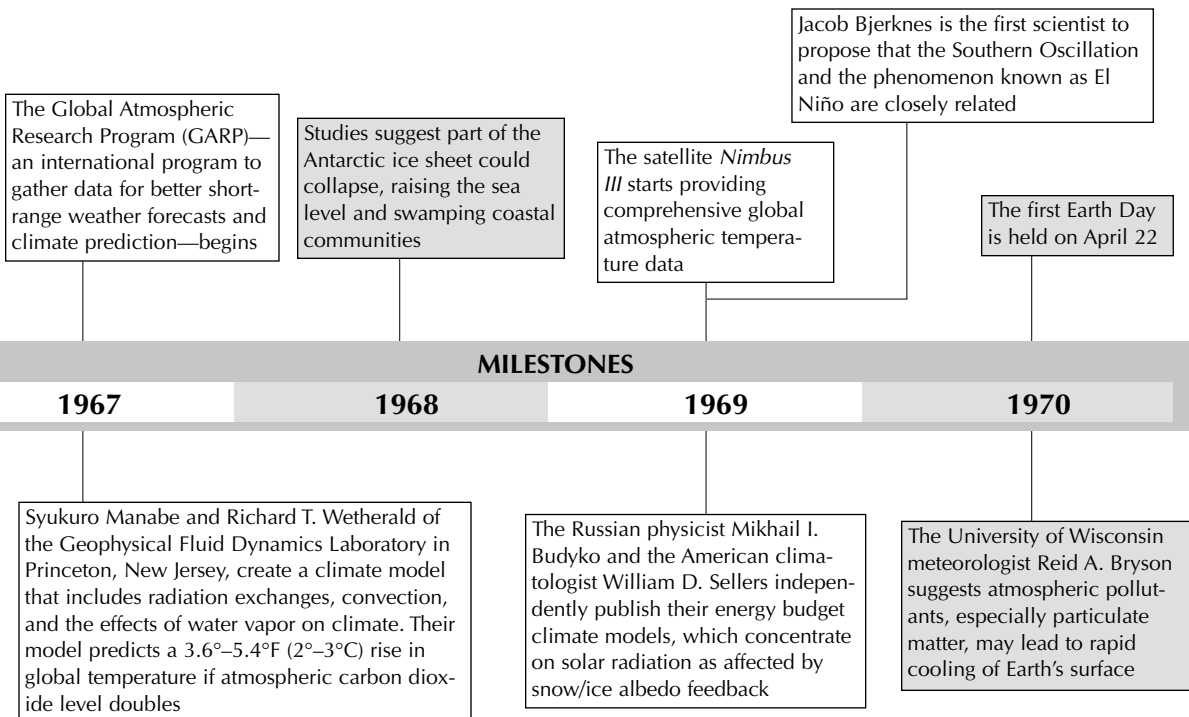 Jacob Bjerknes is the first scientist to
propose that the Southern Oscillation
and the phenomenon known as El
Niño are closely related
The Global Atmospheric
Research Program (GARP)—
an international program to
gather data for better short-
range weather forecasts and
climate prediction—begins
Studies suggest part of the
Antarctic ice sheet could
collapse, raising the sea
level and swamping coastal
communities
The satellite Nimbus
III starts providing
comprehensive global
atmospheric tempera-
ture data
The first Earth Day
is held on April 22
MILESTONES
1967
1968
1969
1970
Syukuro Manabe and Richard T. Wetherald of
the Geophysical Fluid Dynamics Laboratory in
Princeton, New Jersey, create a climate model
that includes radiation exchanges, convection,
and the effects of water vapor on climate. Their
model predicts a 3.6°–5.4°F (2°–3°C) rise in
global temperature if atmospheric carbon diox-
ide level doubles
The Russian physicist Mikhail I.
Budyko and the American clima-
tologist William D. Sellers indepen-
dently publish their energy budget
climate models, which concentrate
on solar radiation as affected by
snow/ice albedo feedback
The University of Wisconsin
meteorologist Reid A. Bryson
suggests atmospheric pollut-
ants, especially particulate
matter, may lead to rapid
cooling of Earth's surface